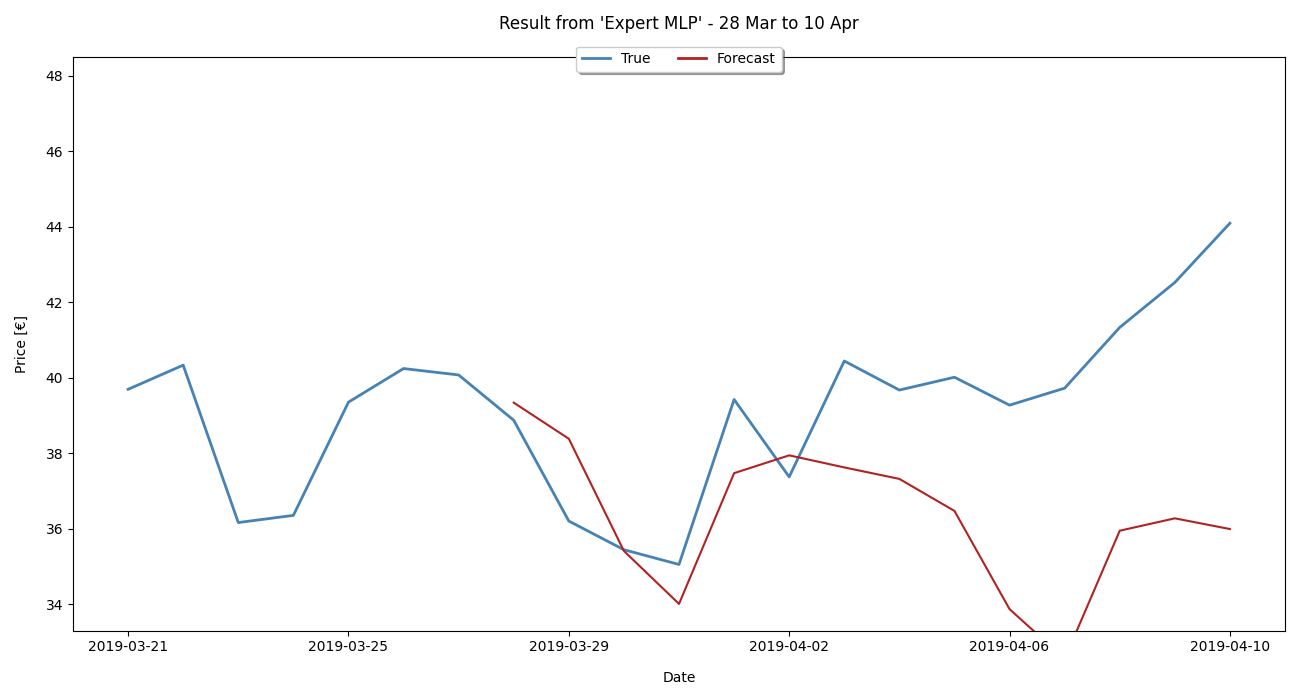 Result from 'Expert MLP' - 28 Mar to 10 Apr
True Forecast
48
46
44
42
40
38
36
34
Price [€]
2019-03-21 2019-03-25 2019-03-29 2019-04-02 2019-04-06 2019-04-10
Date